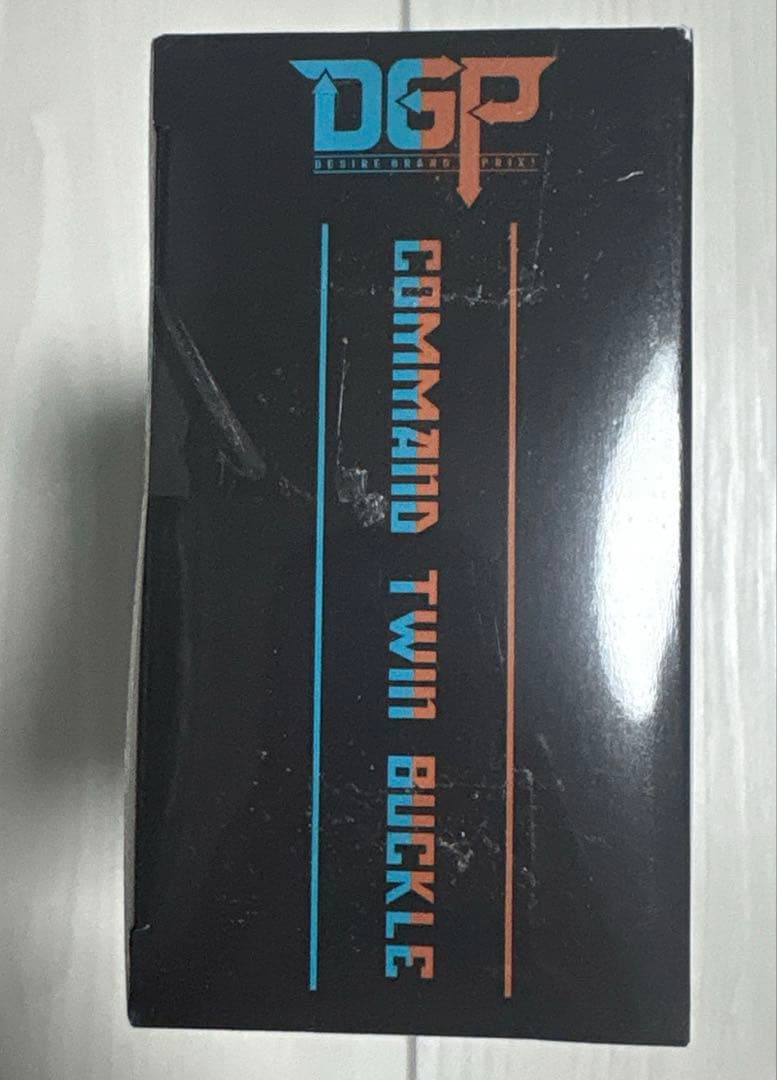 DGP
DESIRE GRAND PRIX!
COMMAND TWIN BUCKLE